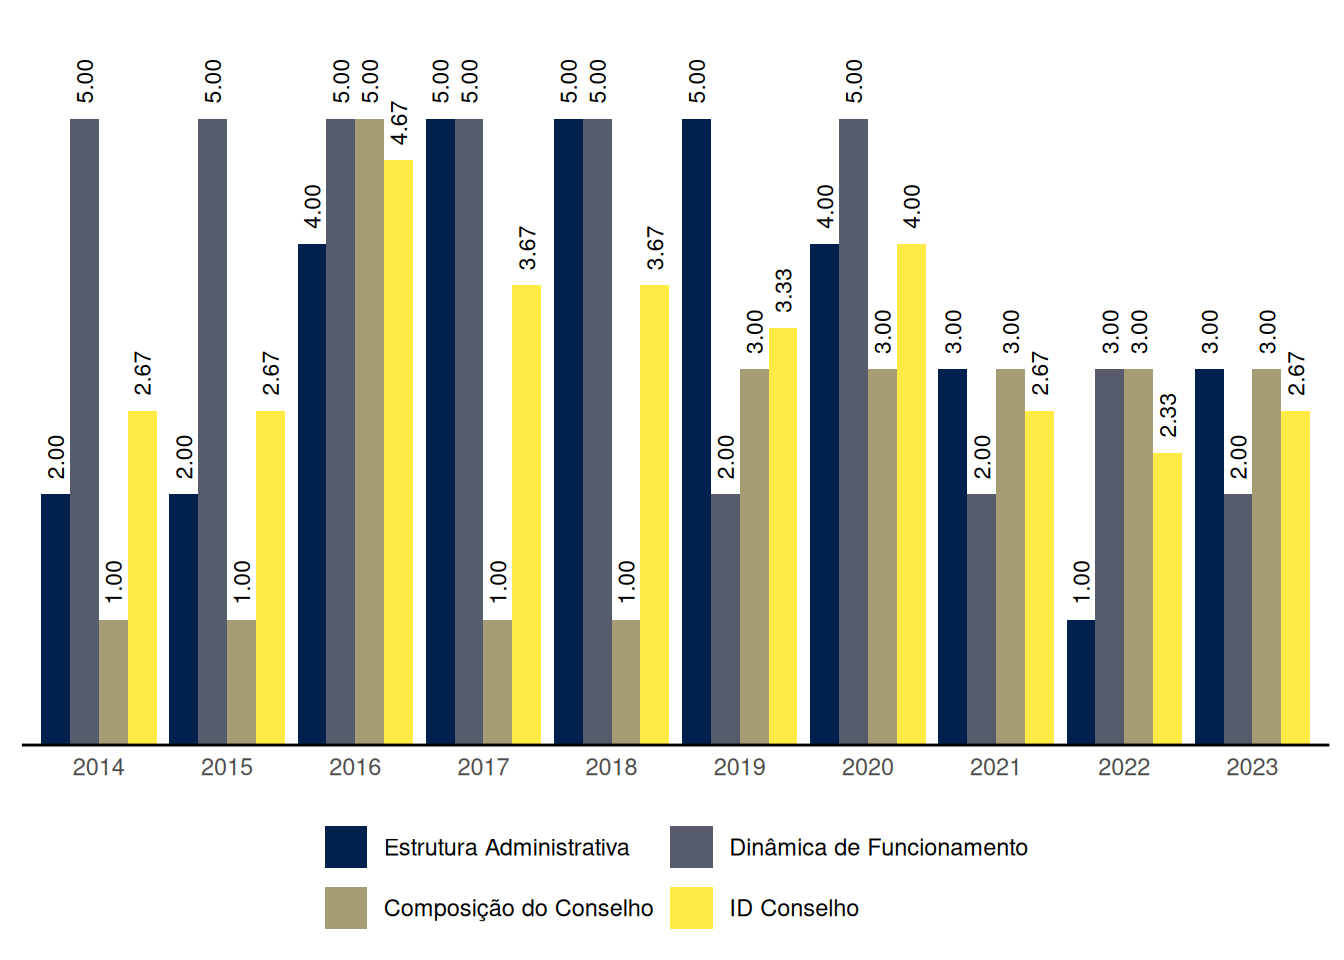 2.00 5.00 1.00 2.67
2.00 5.00 1.00 2.67
4.00 5.00 5.00 4.67
5.00 5.00 1.00 3.67
5.00 5.00 1.00 3.67
5.00 2.00 3.00 3.33
4.00 5.00 3.00 4.00
3.00 2.00 3.00 2.67
1.00 3.00 3.00 2.33
3.00 2.00 3.00 2.67
2014 2015 2016 2017 2018 2019 2020 2021 2022 2023
Estrutura Administrativa Dinâmica de Funcionamento
Composição do Conselho ID Conselho